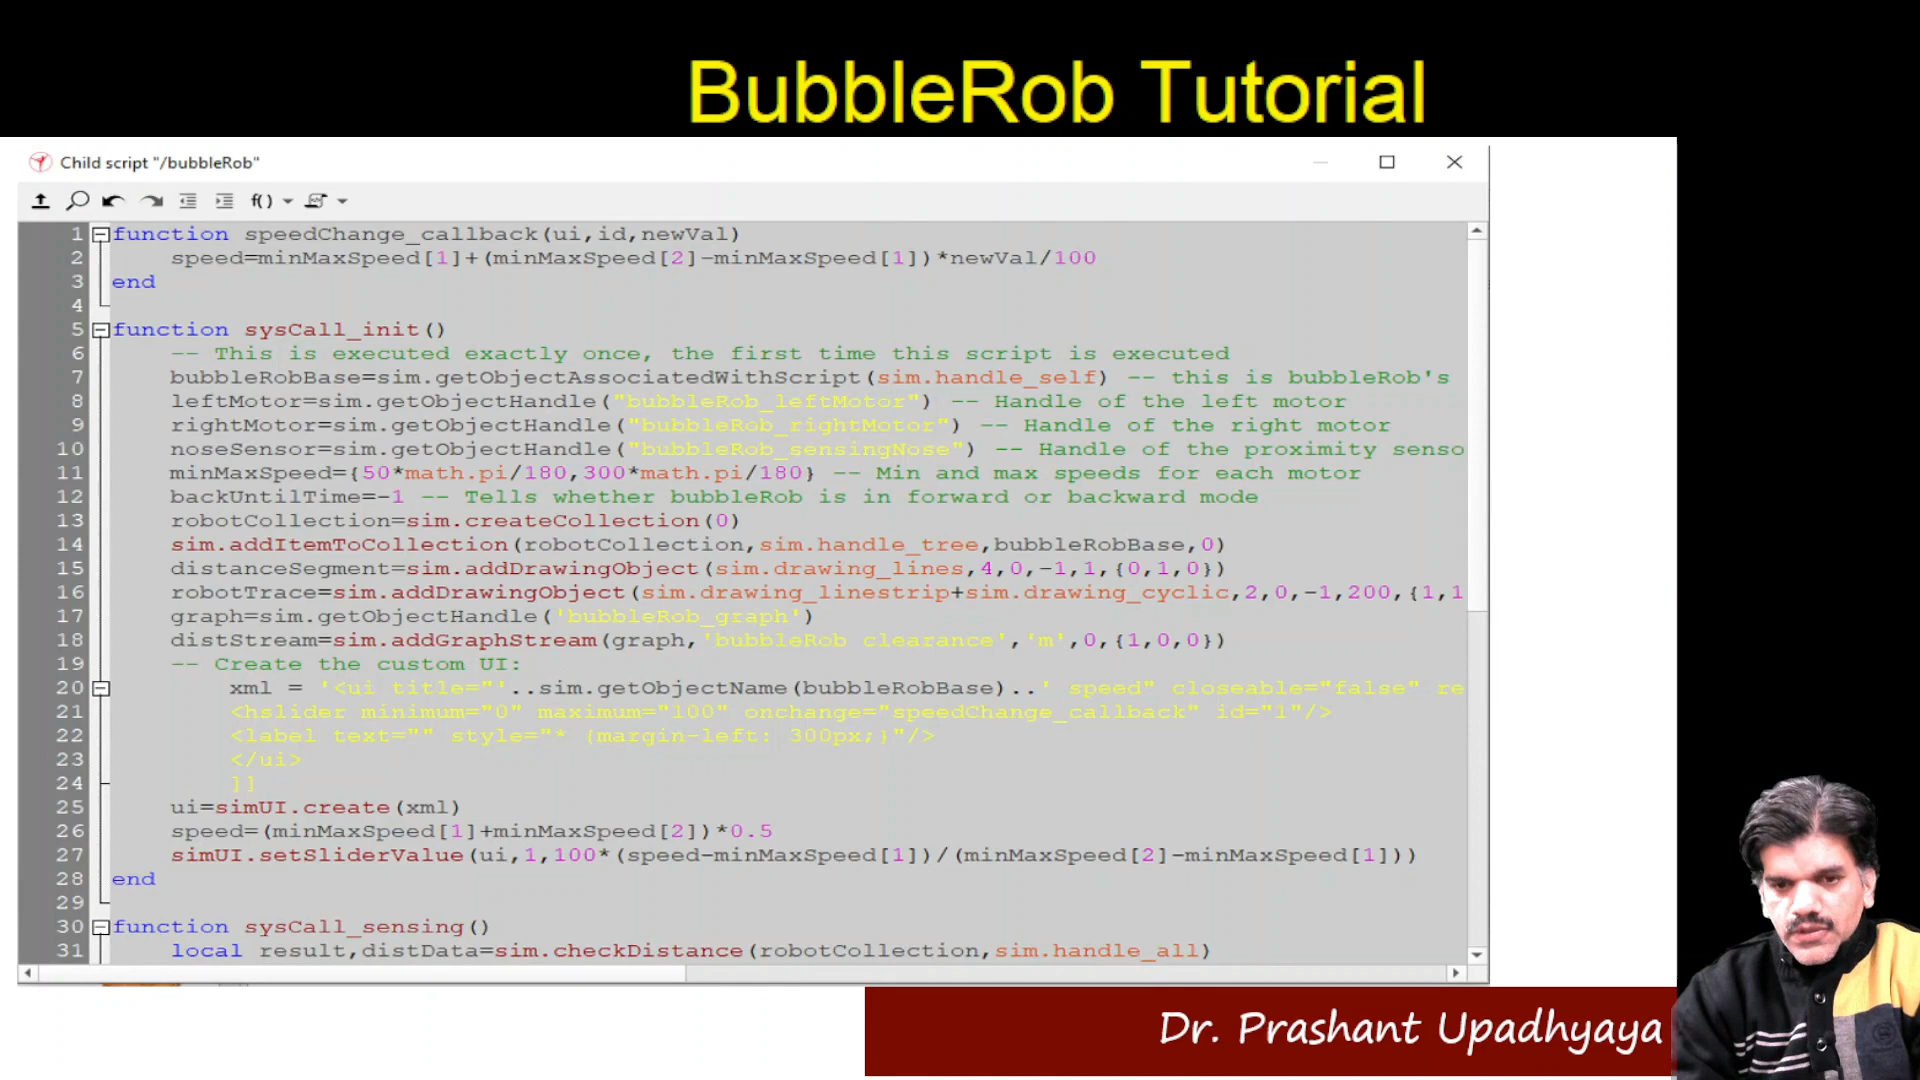 BubbleRob Tutorial
Child script "/bubbleRob"
f()
1 function speedChange_callback(ui,id,newVal)
2 speed=minMaxSpeed[1]+(minMaxSpeed[2]-minMaxSpeed[1])*newVal/100
3 end
4
5 function sysCall_init()
6 -- This is executed exactly once, the first time this script is executed
7 bubbleRobBase=sim.getObjectAssociatedWithScript(sim.handle_self) -- this is bubbleRob's
8 leftMotor=sim.getObjectHandle("bubbleRob_leftMotor") -- Handle of the left motor
9 rightMotor=sim.getObjectHandle("bubbleRob_rightMotor") -- Handle of the right motor
10 noseSensor=sim.getObjectHandle("bubbleRob_sensingNose") -- Handle of the proximity senso
11 minMaxSpeed={50*math.pi/180,300*math.pi/180} -- Min and max speeds for each motor
12 backUntilTime=-1 -- Tells whether bubbleRob is in forward or backward mode
13 robotCollection=sim.createCollection(0)
14 sim.addItemToCollection(robotCollection,sim.handle_tree,bubbleRobBase,0)
15 distanceSegment=sim.addDrawingObject(sim.drawing_lines,4,0,-1,1,{0,1,0})
16 robotTrace=sim.addDrawingObject(sim.drawing_linestrip+sim.drawing_cyclic,2,0,-1,200,{1,1
17 graph=sim.getObjectHandle('bubbleRob_graph')
18 distStream=sim.addGraphStream(graph,'bubbleRob clearance','m',0,{1,0,0})
19 -- Create the custom UI:
20 xml = '<ui title="'..sim.getObjectName(bubbleRobBase)..' speed" closeable="false" re
21 <hslider minimum="0" maximum="100" onchange="speedChange_callback" id="1"/>
22 <label text="" style="* {margin-left: 300px;}"/>
23 </ui>
24 ]]
25 ui=simUI.create(xml)
26 speed=(minMaxSpeed[1]+minMaxSpeed[2])*0.5
27 simUI.setSliderValue(ui,1,100*(speed-minMaxSpeed[1])/(minMaxSpeed[2]-minMaxSpeed[1]))
28 end
29
30 function sysCall_sensing()
31 local result,distData=sim.checkDistance(robotCollection,sim.handle_all)
Dr. Prashant Upadhyaya